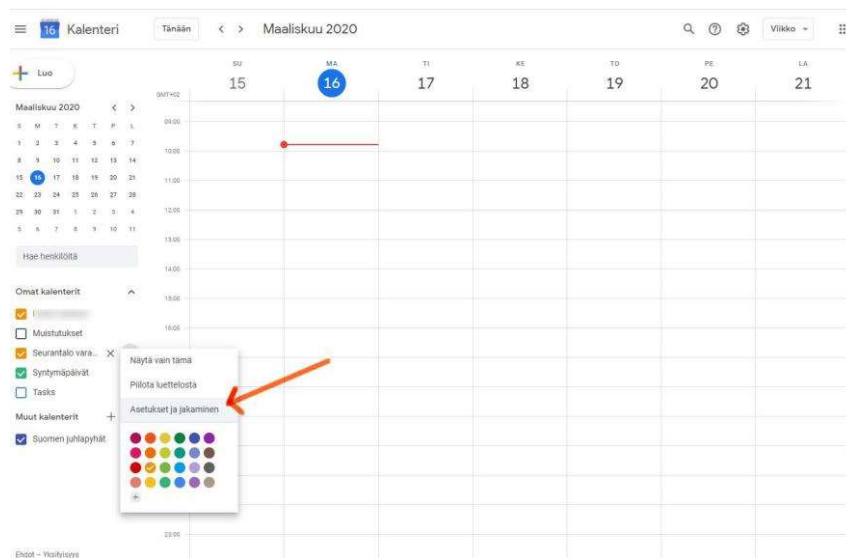 16 Kalenteri
Tänään
Maaliskuu 2020
Viikko
Luo
Maaliskuu 2020
S M T K T P L
1 2 3 4 5 6 7
8 9 10 11 12 13 14
15 16 17 18 19 20 21
22 23 24 25 26 27 28
29 30 31 1 2 3 4
5 6 7 8 9 10 11
Hae henkilöitä
Omat kalenterit
Muistutukset
Seurantalo vara...
Syntymäpäivät
Tasks
Muut kalenterit
Suomen juhlapyhät
Ehdot – Yksityisyys
SU MA TI KE TO PE LA
15 16 17 18 19 20 21
GMT+02
09:00
10:00
11:00
12:00
13:00
14:00
15:00
16:00
Näytä vain tämä
Piilota luettelosta
Asetukset ja jakaminen
23:00